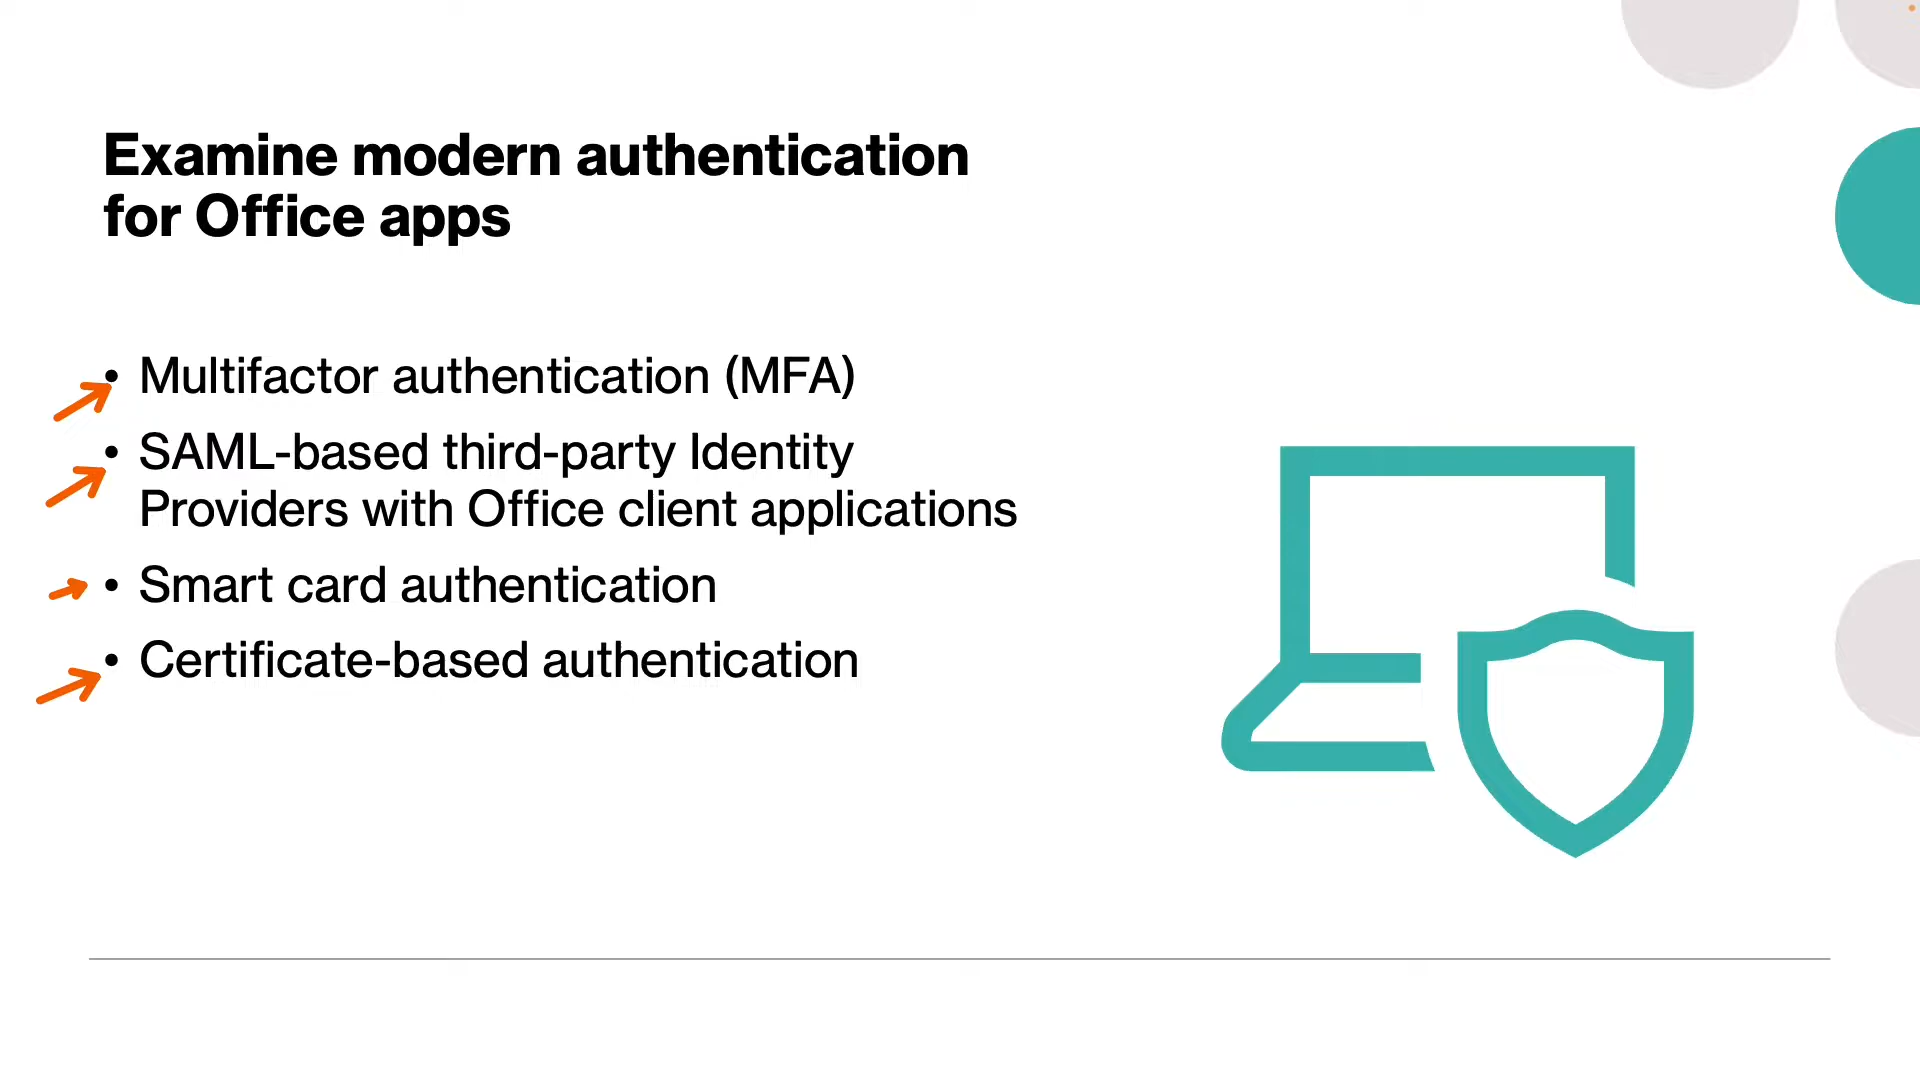 Examine modern authentication
for Office apps
• Multifactor authentication (MFA)
• SAML-based third-party Identity
Providers with Office client applications
• Smart card authentication
• Certificate-based authentication